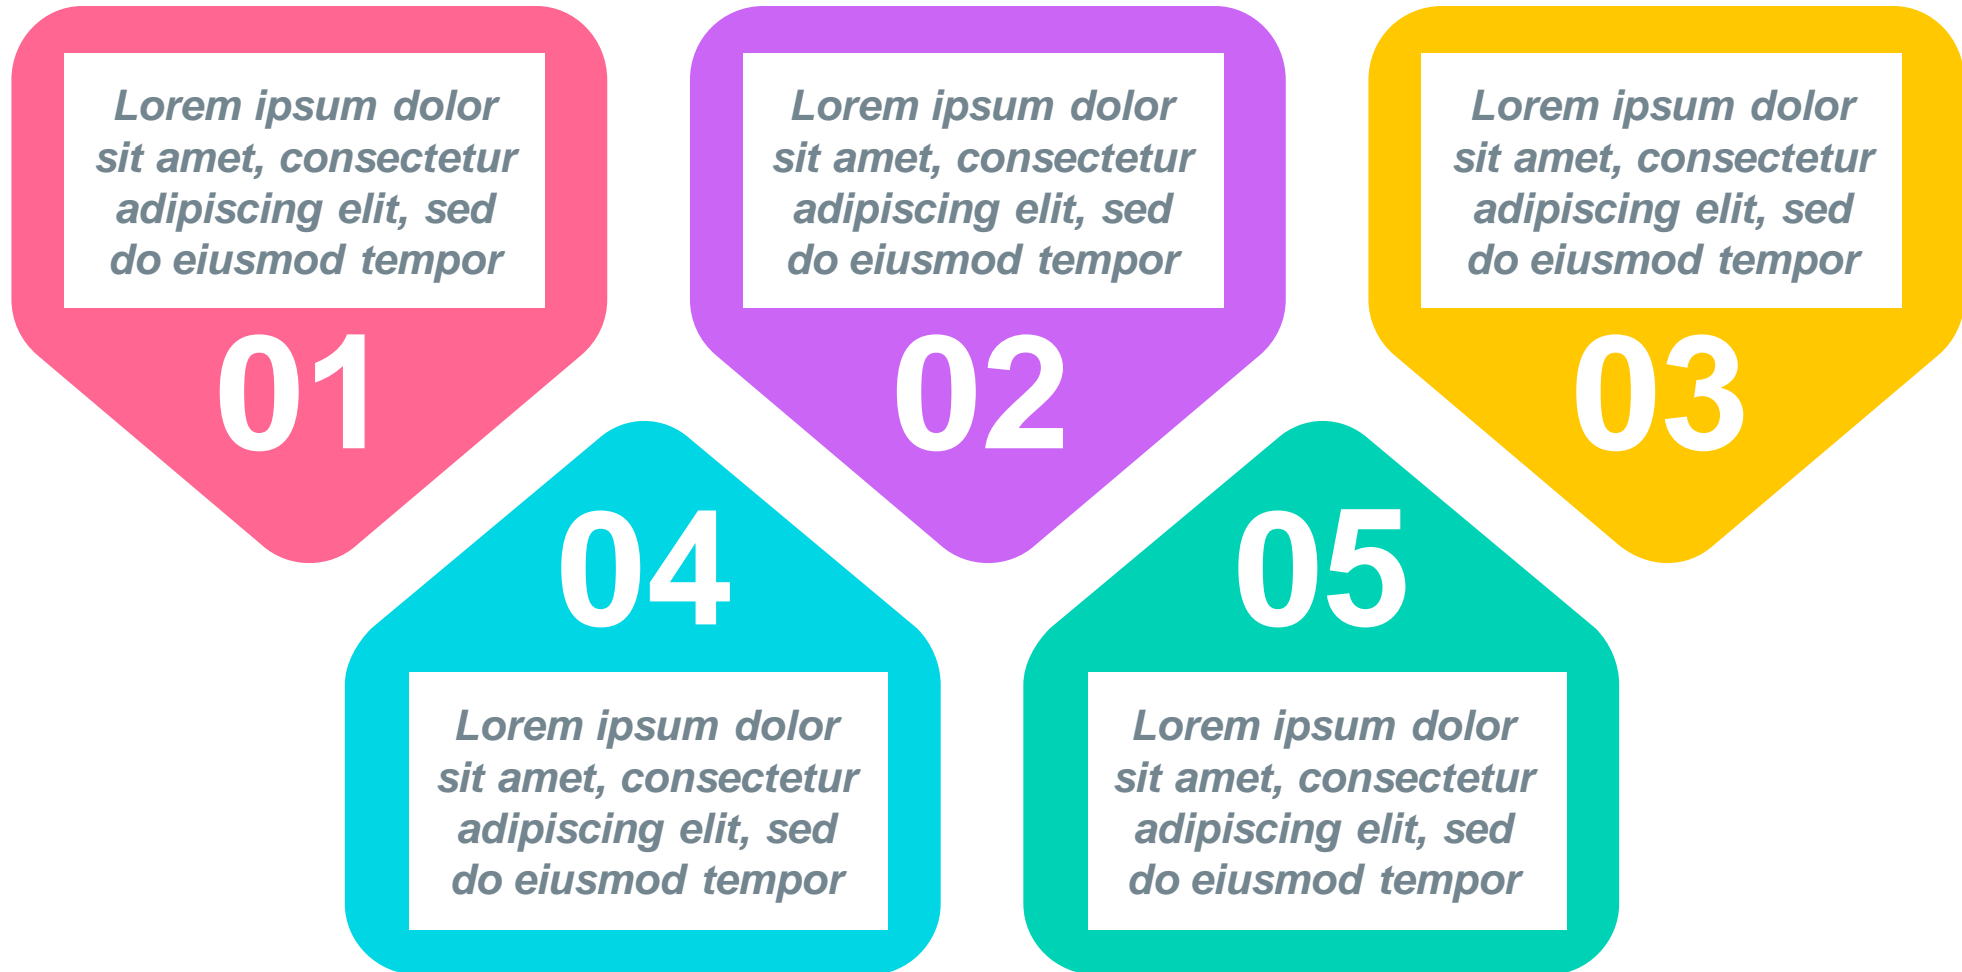 Lorem ipsum dolor
sit amet, consectetur
adipiscing elit, sed
do eiusmod tempor
01
Lorem ipsum dolor
sit amet, consectetur
adipiscing elit, sed
do eiusmod tempor
02
Lorem ipsum dolor
sit amet, consectetur
adipiscing elit, sed
do eiusmod tempor
03
04
Lorem ipsum dolor
sit amet, consectetur
adipiscing elit, sed
do eiusmod tempor
05
Lorem ipsum dolor
sit amet, consectetur
adipiscing elit, sed
do eiusmod tempor